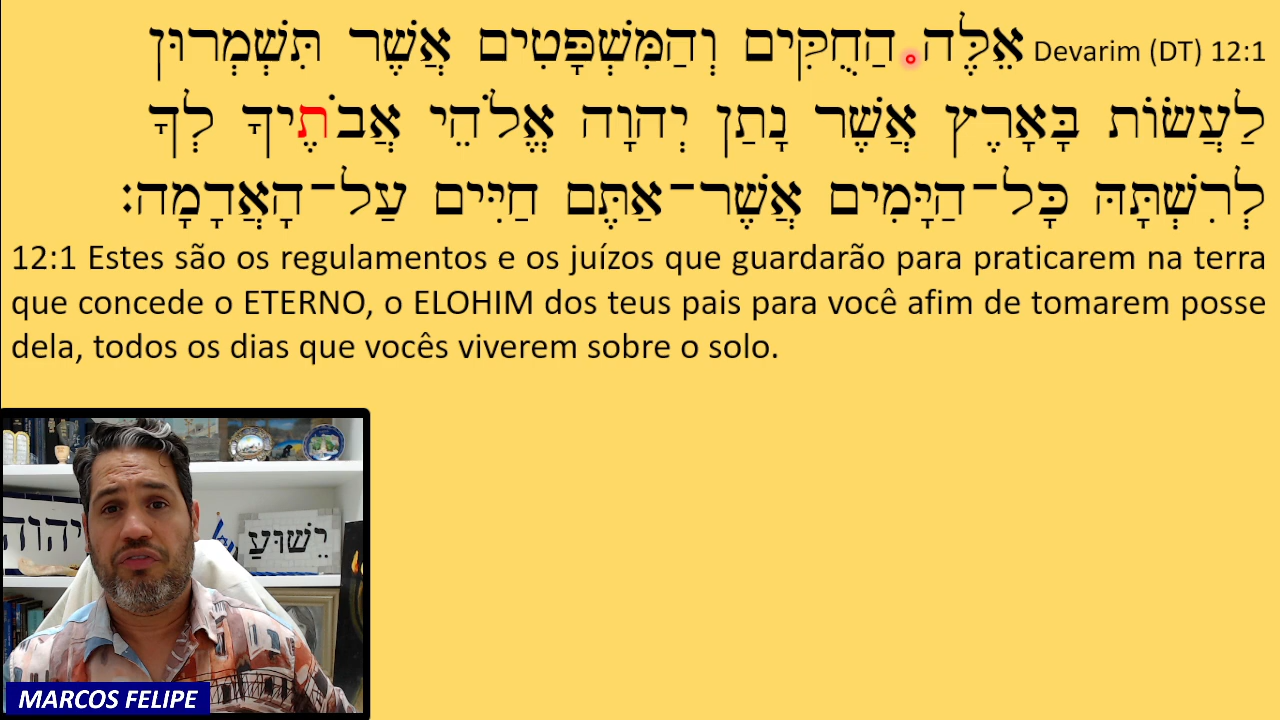 Devarim (DT) 12:1 אֵלֶּה הַחֻקִּים וְהַמִּשְׁפָּטִים אֲשֶׁר תִּשְׁמְרוּן
לַעֲשׂוֹת בָּאָרֶץ אֲשֶׁר נָתַן יְהוָה אֱלֹהֵי אֲבֹתֶיךָ לְךָ
לְרִשְׁתָּהּ כָּל־הַיָּמִים אֲשֶׁר־אַתֶּם חַיִּים עַל־הָאֲדָמָה׃
12:1 Estes são os regulamentos e os juízos que guardarão para praticarem na terra
que concede o ETERNO, o ELOHIM dos teus pais para você afim de tomarem posse
dela, todos os dias que vocês viverem sobre o solo.
יהוה
יֵשׁוּעַ
MARCOS FELIPE